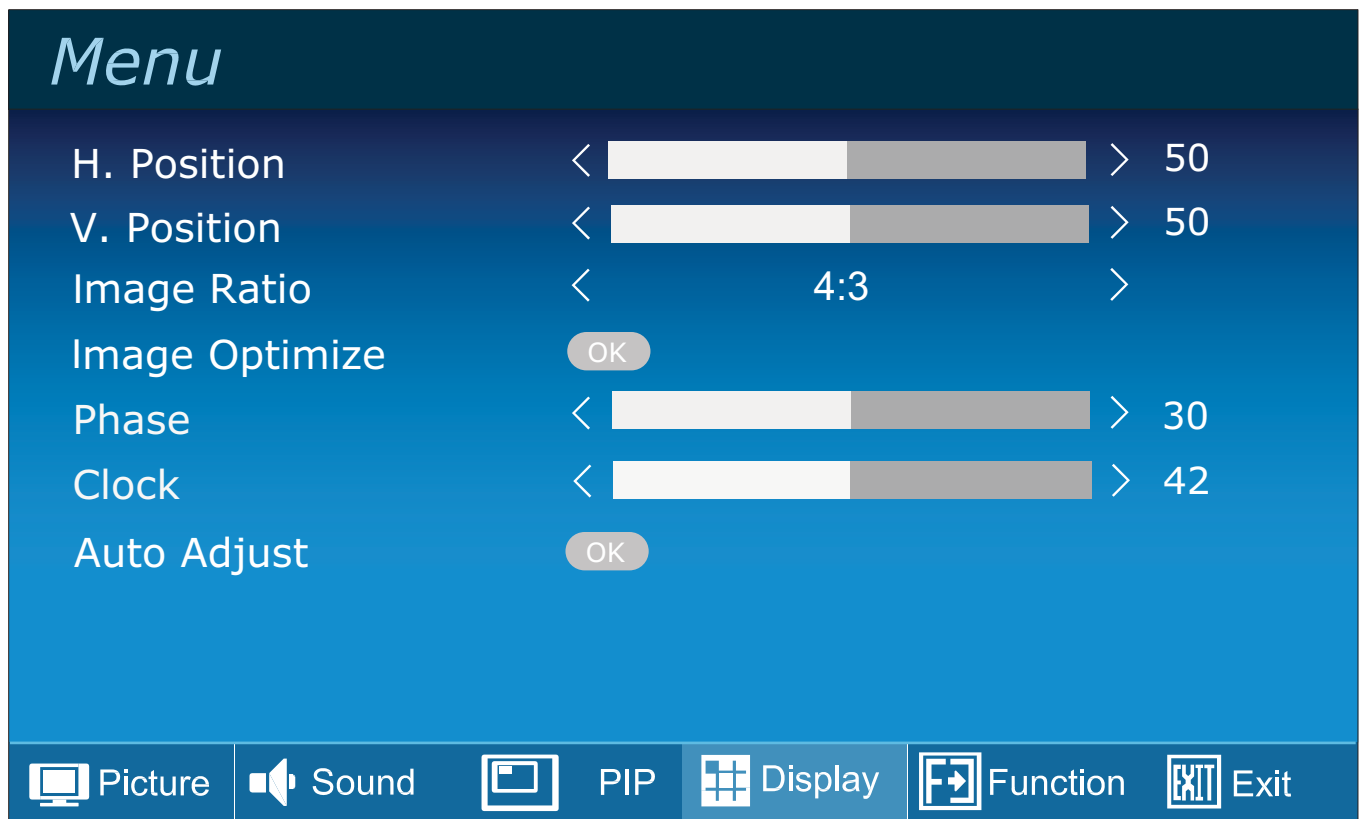 Menu
H. Position 50
V. Position 50
Image Ratio 4:3
Image Optimize OK
Phase 30
Clock 42
Auto Adjust OK
Picture Sound PIP Display F Function EXIT Exit